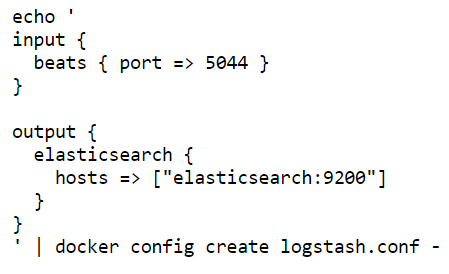 echo '
input {
  beats { port => 5044 }
}

output {
  elasticsearch {
    hosts => ["elasticsearch:9200"]
  }
}
' | docker config create logstash.conf -